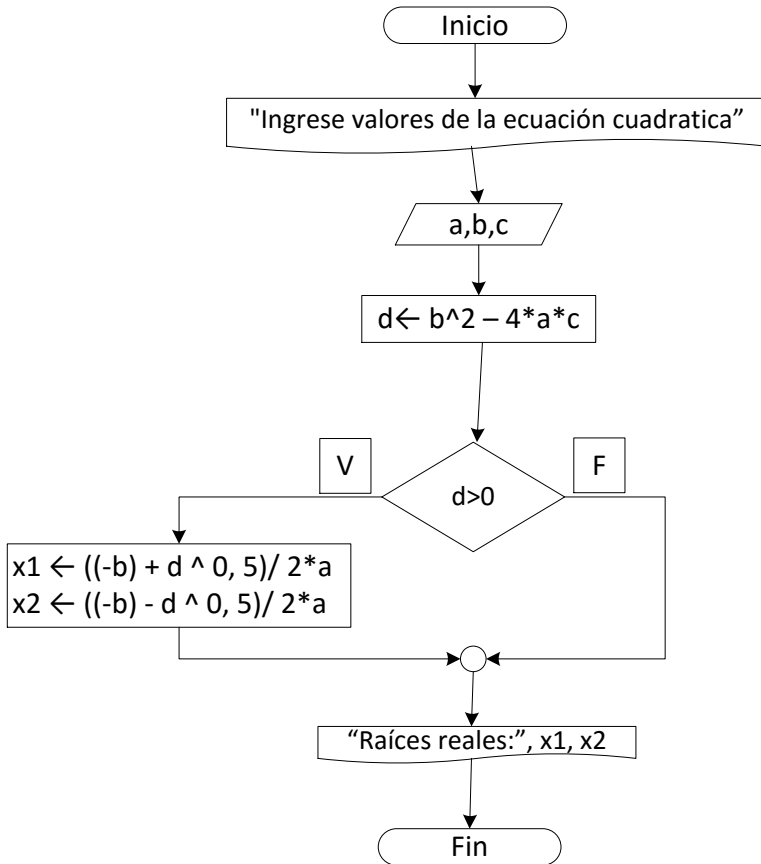 Inicio
"Ingrese valores de la ecuación cuadratica”
a,b,c
d← b^2 – 4*a*c
V
F
d>0
x1 ← ((-b) + d ^ 0, 5)/ 2*a
x2 ← ((-b) - d ^ 0, 5)/ 2*a
“Raíces reales:”, x1, x2
Fin